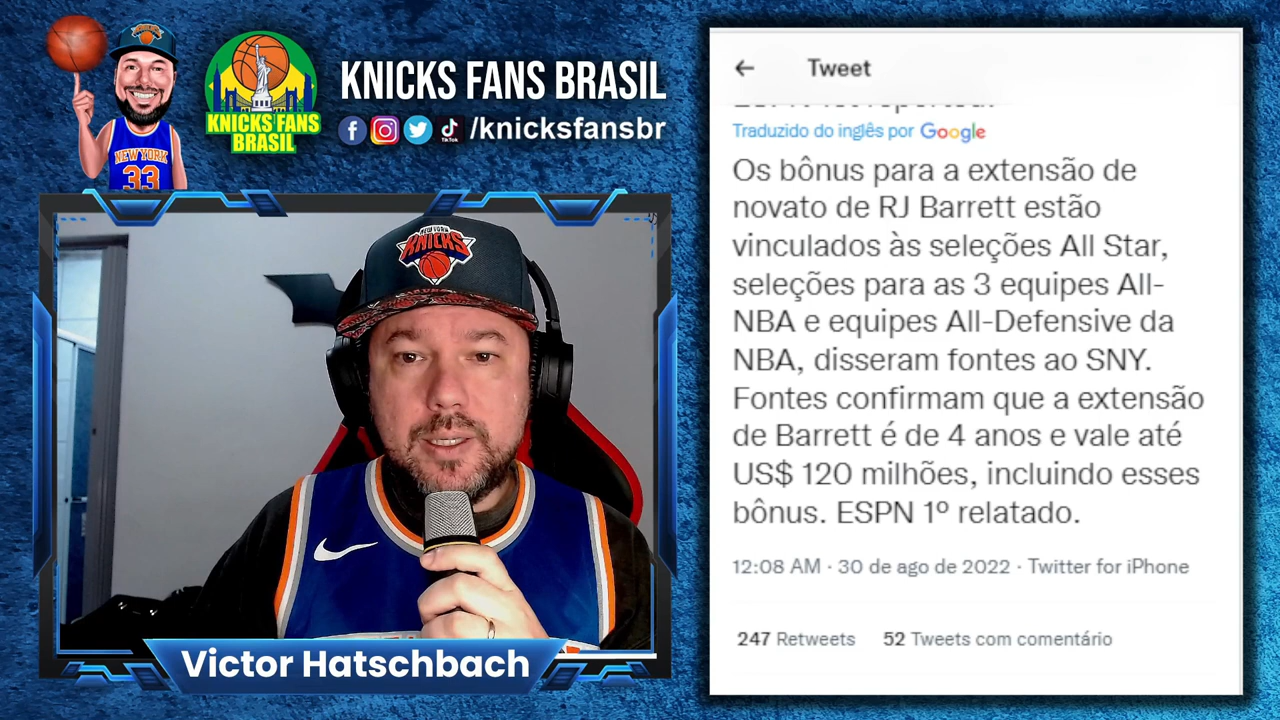 KNICKS FANS BRASIL
/knicksfansbr
KNICKS FANS
BRASIL
NEW YORK
33
NEW YORK
KNICKS
Victor Hatschbach
Tweet
Traduzido do inglês por Google
Os bônus para a extensão de
novato de RJ Barrett estão
vinculados às seleções All Star,
seleções para as 3 equipes All-
NBA e equipes All-Defensive da
NBA, disseram fontes ao SNY.
Fontes confirmam que a extensão
de Barrett é de 4 anos e vale até
US$ 120 milhões, incluindo esses
bônus. ESPN 1º relatado.
12:08 AM · 30 de ago de 2022 · Twitter for iPhone
247 Retweets 52 Tweets com comentário